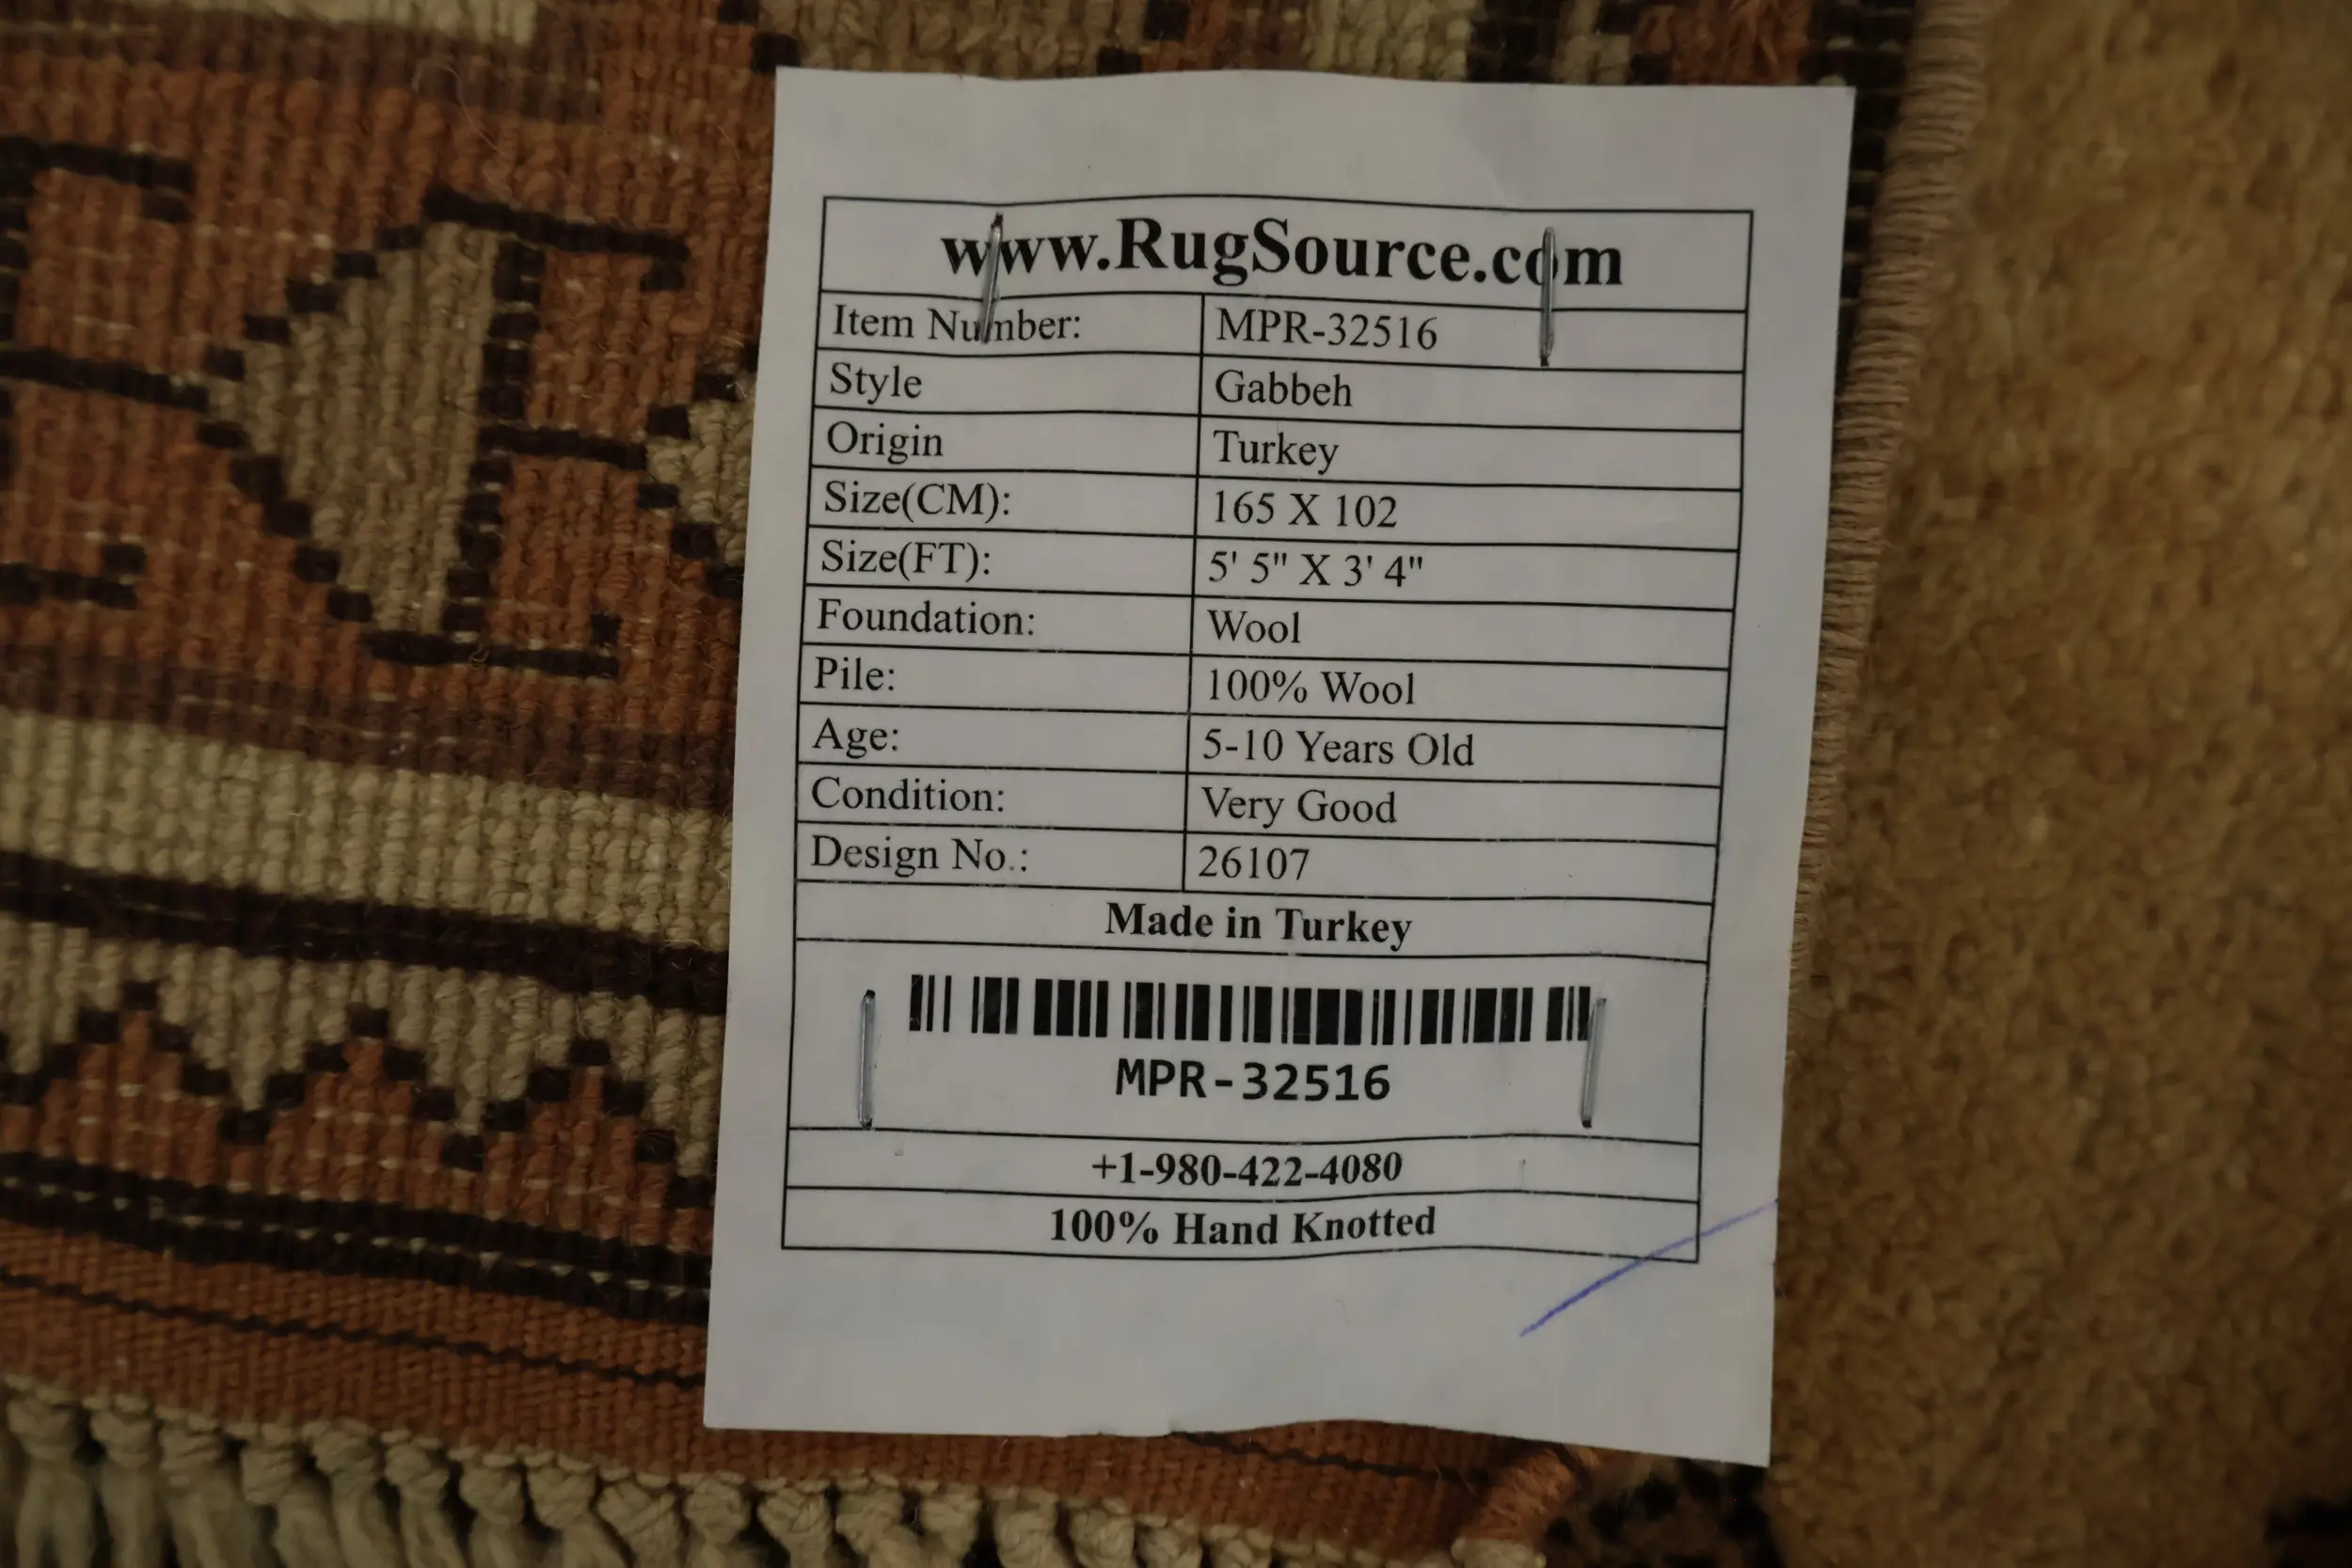 www.RugSource.com
Item Number: MPR-32516
Style Gabbeh
Origin Turkey
Size(CM): 165 X 102
Size(FT): 5' 5" X 3' 4"
Foundation: Wool
Pile: 100% Wool
Age: 5-10 Years Old
Condition: Very Good
Design No.: 26107
Made in Turkey
MPR-32516
+1-980-422-4080
100% Hand Knotted